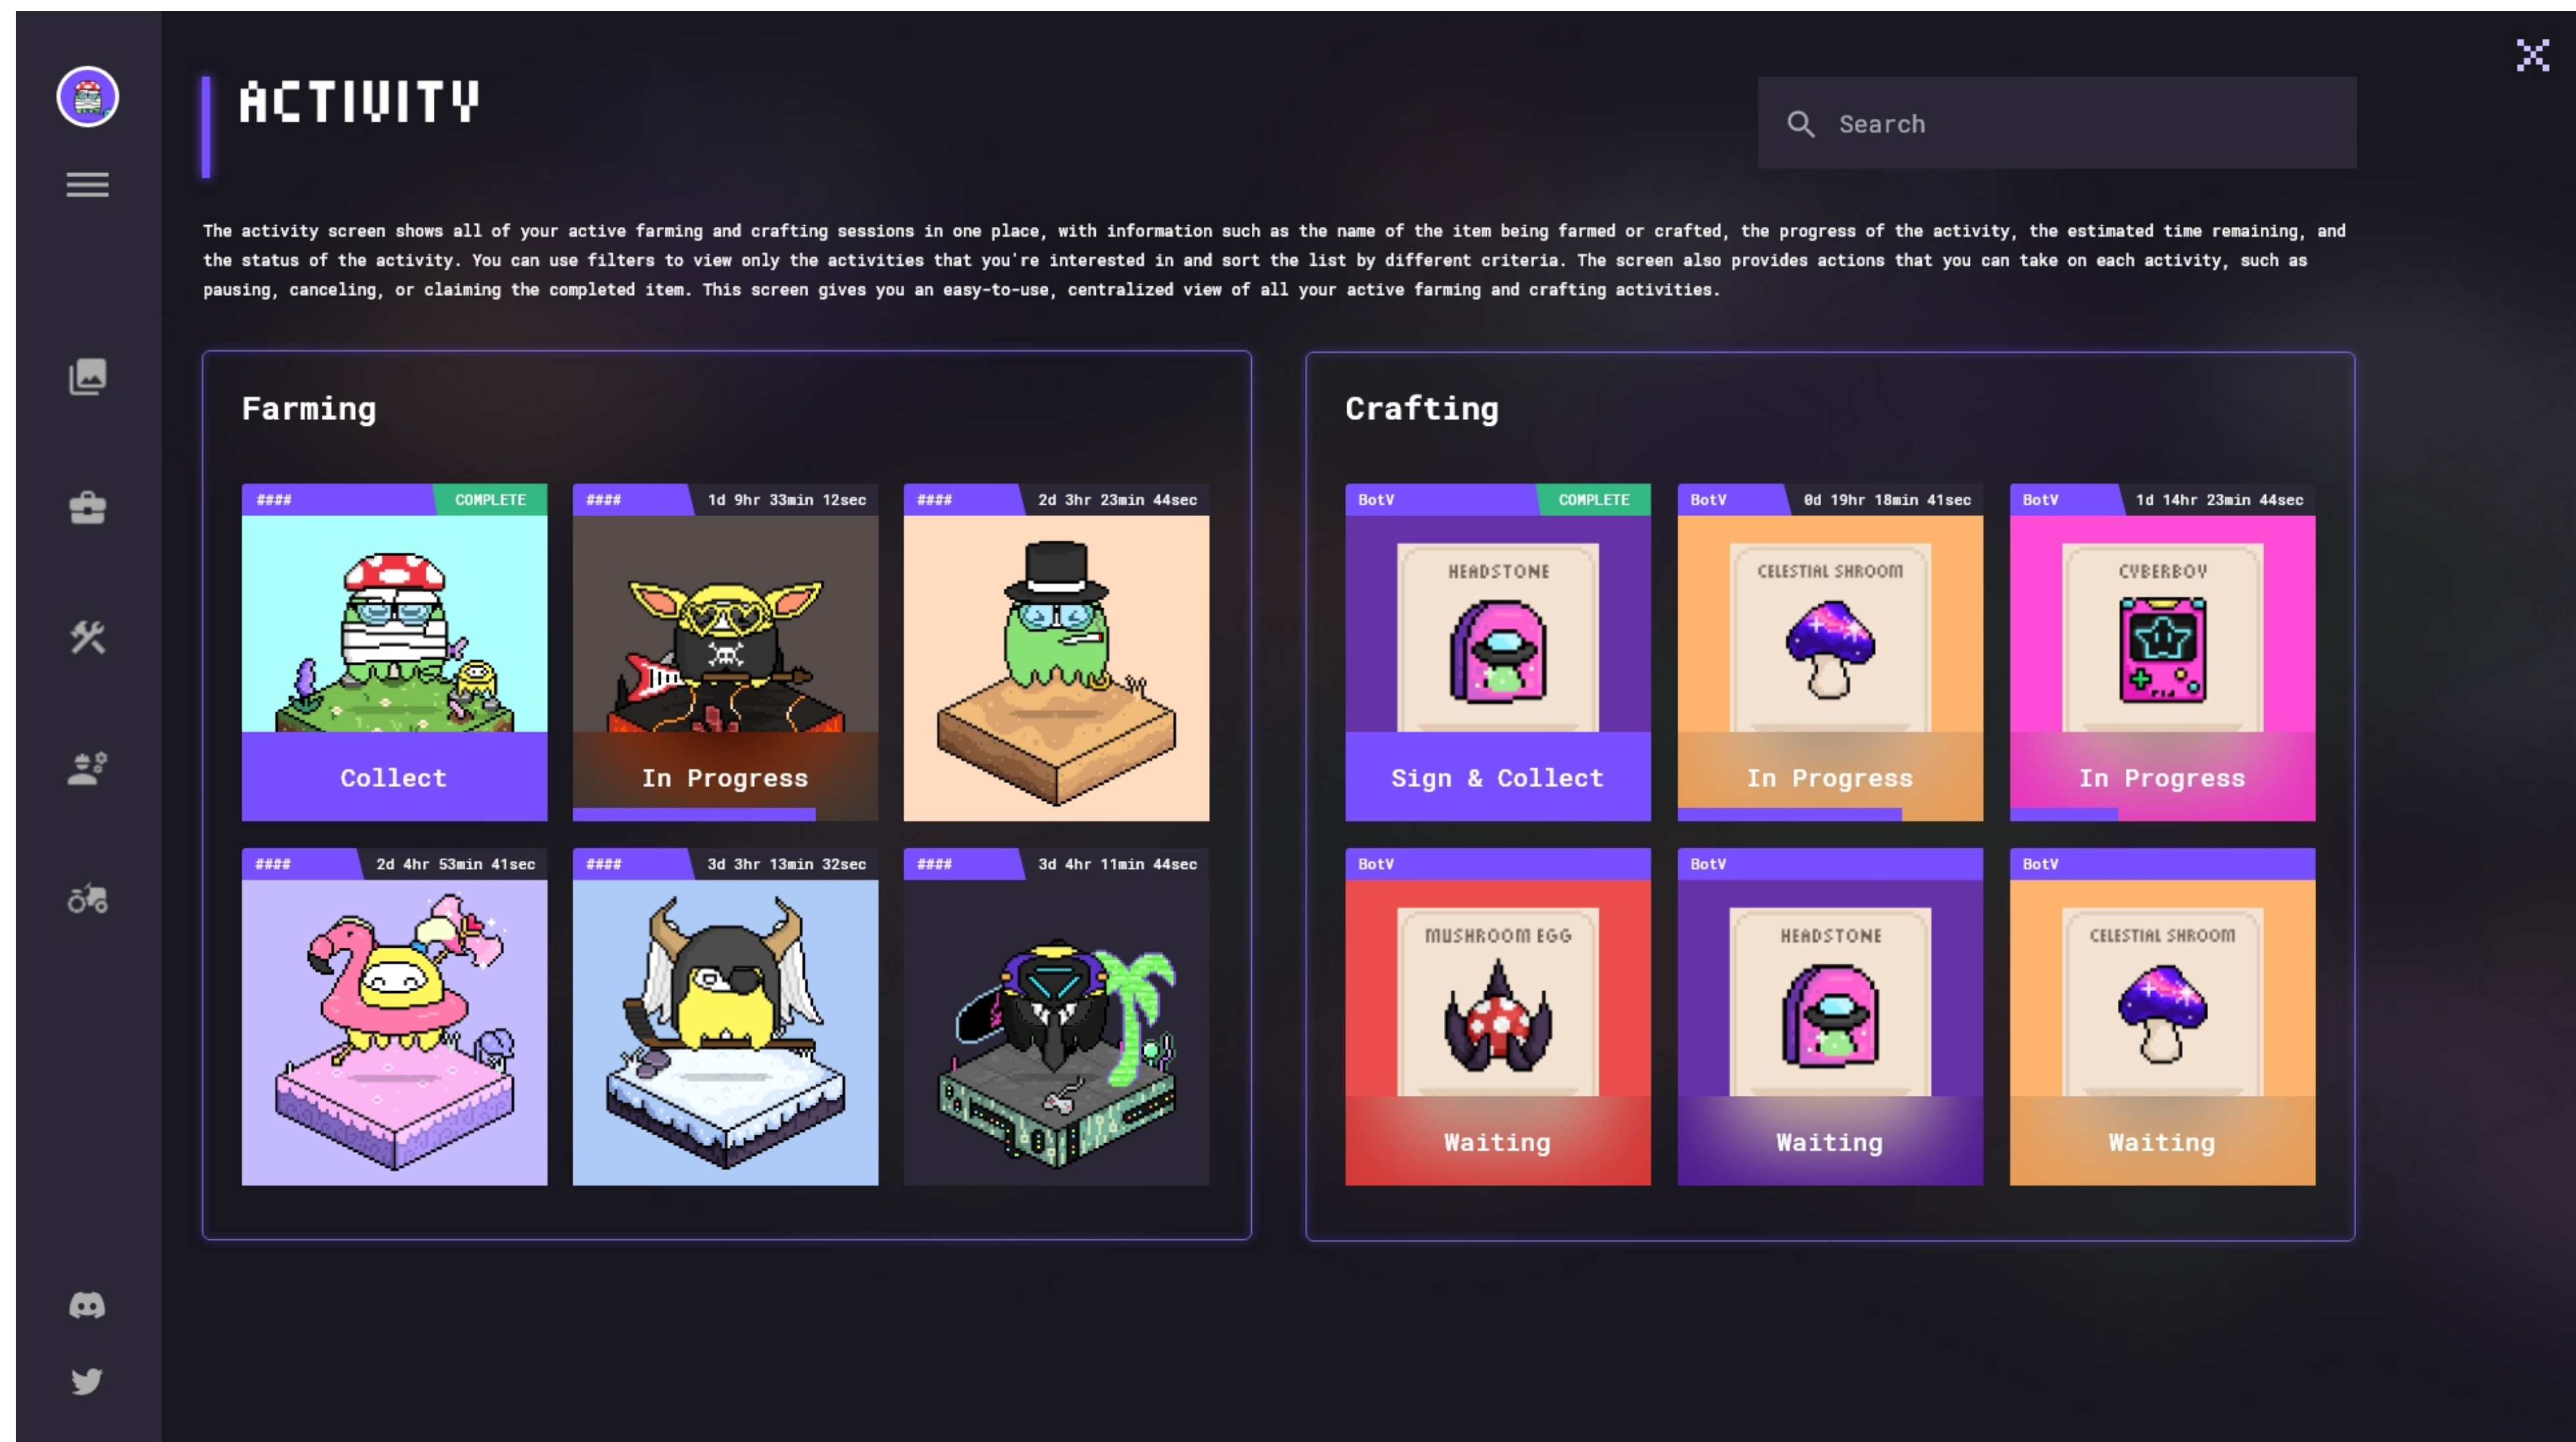 ACTIVITY
Search
The activity screen shows all of your active farming and crafting sessions in one place, with information such as the name of the item being farmed or crafted, the progress of the activity, the estimated time remaining, and
the status of the activity. You can use filters to view only the activities that you're interested in and sort the list by different criteria. The screen also provides actions that you can take on each activity, such as
pausing, canceling, or claiming the completed item. This screen gives you an easy-to-use, centralized view of all your active farming and crafting activities.
Farming
#### COMPLETE
Collect
#### 1d 9hr 33min 12sec
In Progress
#### 2d 3hr 23min 44sec
#### 2d 4hr 53min 41sec
#### 3d 3hr 13min 32sec
#### 3d 4hr 11min 44sec
Crafting
BotV COMPLETE
HEADSTONE
Sign & Collect
BotV 0d 19hr 18min 41sec
CELESTIAL SHROOM
In Progress
BotV 1d 14hr 23min 44sec
CYBERBOY
In Progress
BotV
MUSHROOM EGG
Waiting
BotV
HEADSTONE
Waiting
BotV
CELESTIAL SHROOM
Waiting